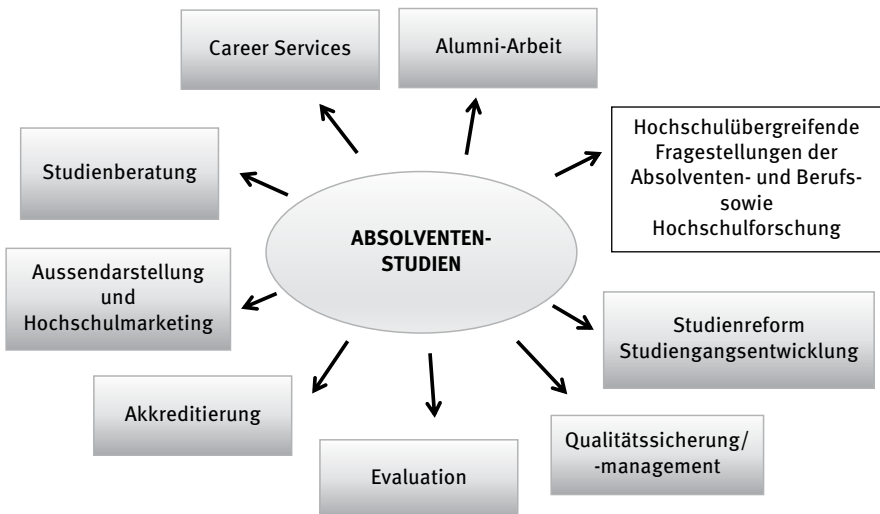 Career Services
Alumni-Arbeit
Hochschulübergreifende
Fragestellungen der
Absolventen- und Berufs-
sowie
Hochschulforschung
Studienberatung
ABSOLVENTEN-
STUDIEN
Aussendarstellung
und
Hochschulmarketing
Studienreform
Studiengangsentwicklung
Akkreditierung
Evaluation
Qualitätssicherung/
-management